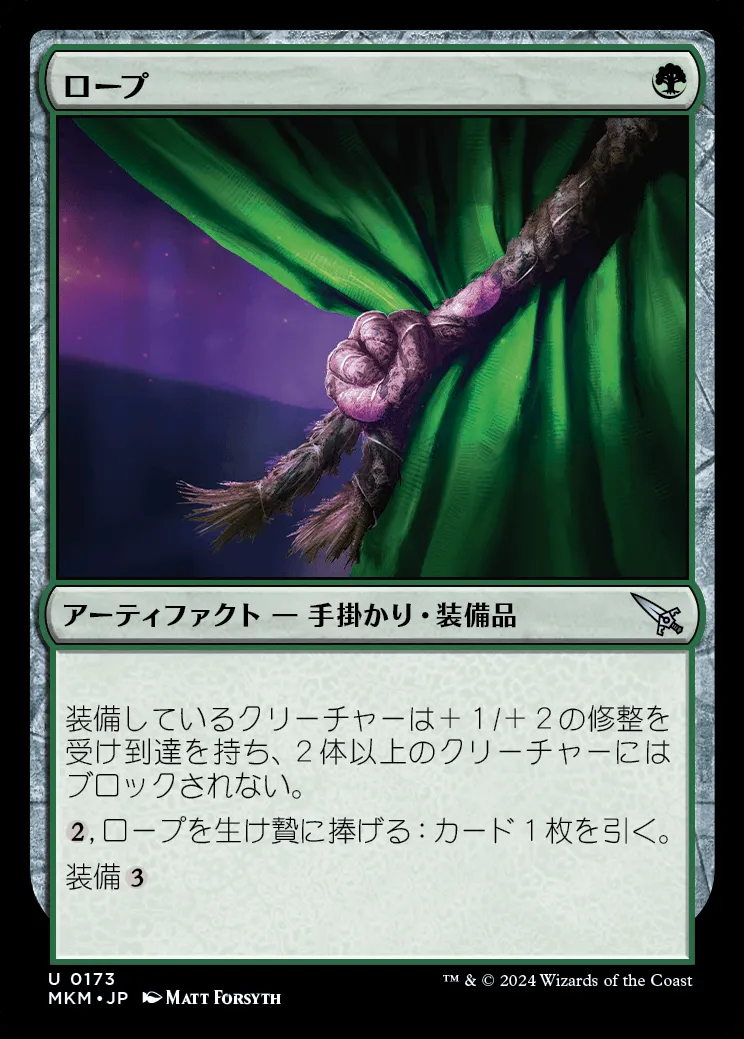 ロープ
アーティファクト — 手掛かり・装備品
装備しているクリーチャーは＋１/＋２の修整を
受け到達を持ち、２体以上のクリーチャーには
ブロックされない。
2, ロープを生け贄に捧げる：カード１枚を引く。
装備 3
U 0173
MKM • JP MATT FORSYTH
™ & © 2024 Wizards of the Coast